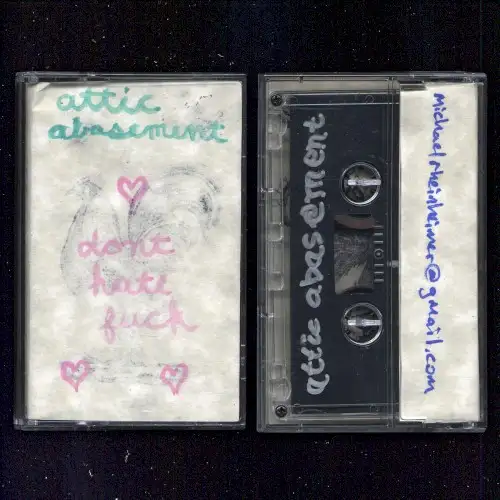 attic
abasement
dont
hate
fuck
attic abasement
Michaelrheinheimer@gmail.com